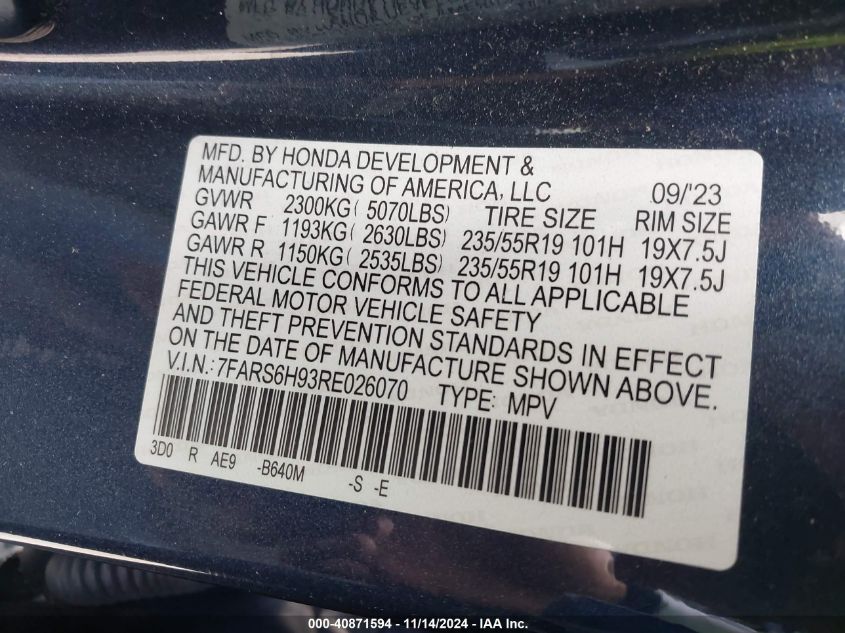 MFD. BY HONDA DEVELOPMENT &
MANUFACTURING OF AMERICA, LLC 09/'23
GVWR 2300KG( 5070LBS) TIRE SIZE RIM SIZE
GAWR F 1193KG( 2630LBS) 235/55R19 101H 19X7.5J
GAWR R 1150KG( 2535LBS) 235/55R19 101H 19X7.5J
THIS VEHICLE CONFORMS TO ALL APPLICABLE
FEDERAL MOTOR VEHICLE SAFETY
AND THEFT PREVENTION STANDARDS IN EFFECT
ON THE DATE OF MANUFACTURE SHOWN ABOVE.
V.I.N.: 7FARS6H93RE026070 TYPE: MPV
3D0 R AE9 -B640M -S -E
000-40871594 - 11/14/2024 - IAA Inc.